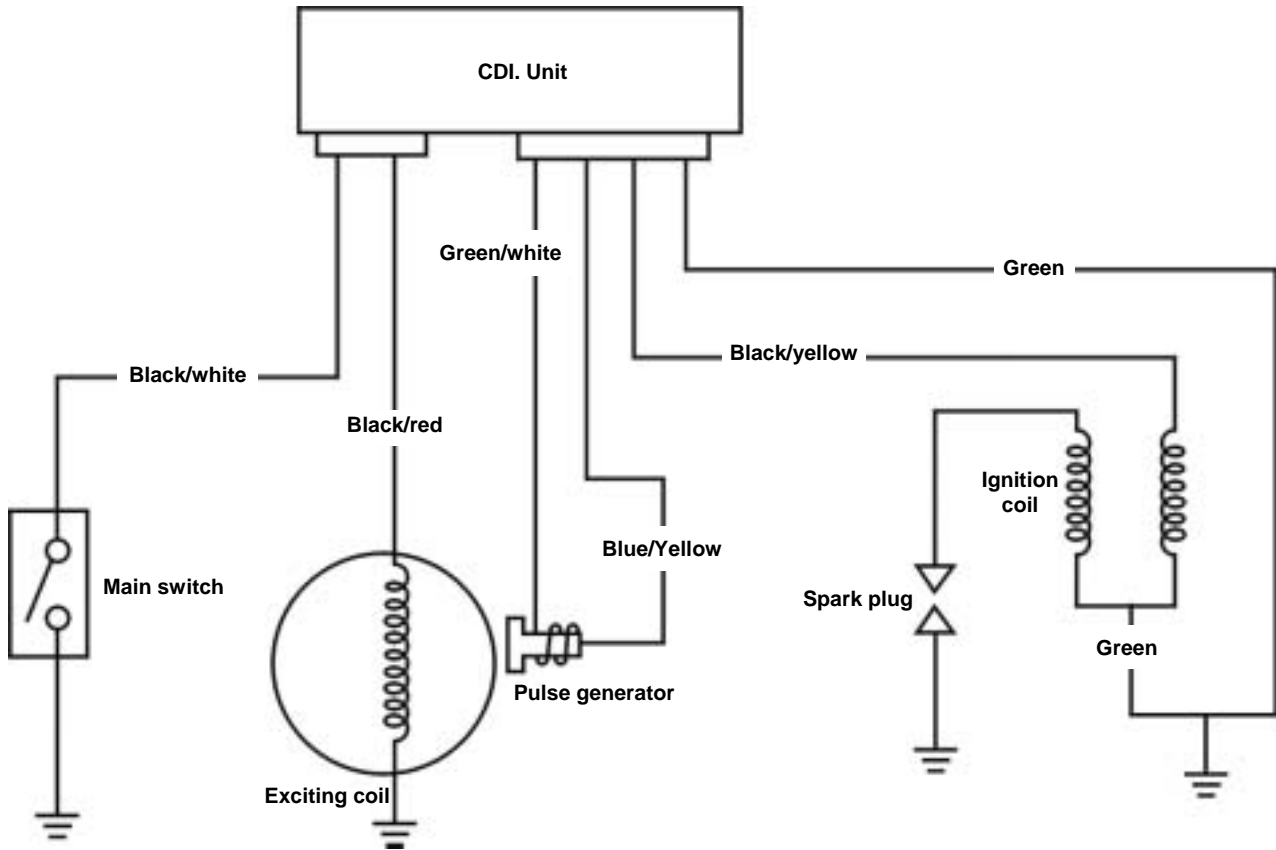 CDI. Unit
Green/white
Green
Black/yellow
Black/white
Black/red
Ignition
coil
Blue/Yellow
Main switch
Spark plug
Green
Pulse generator
Exciting coil